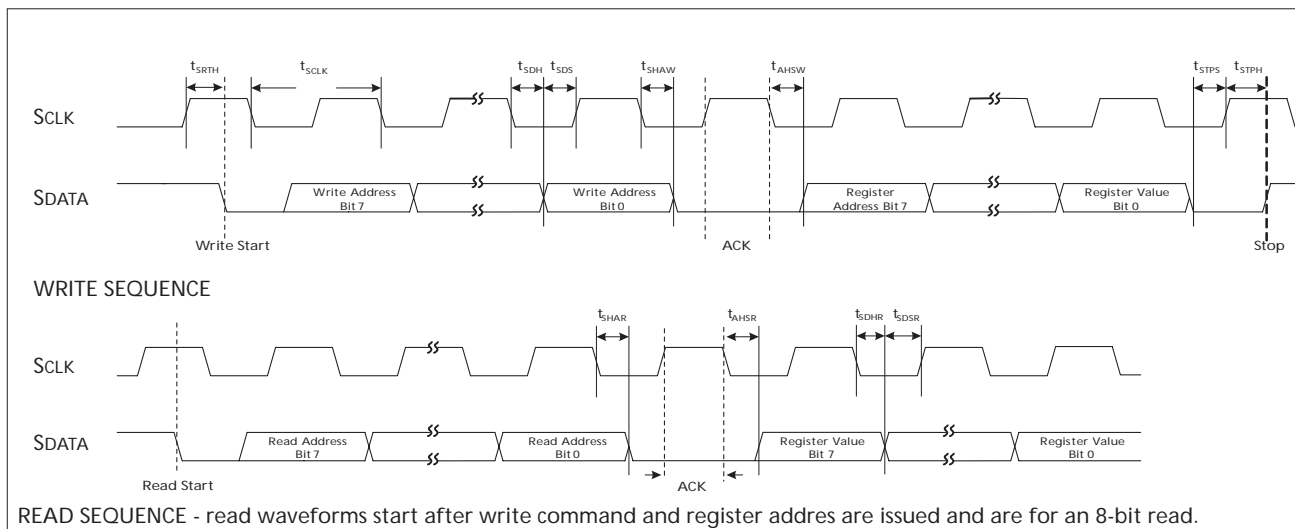 tSRTH tSCLK tSDH tSDS tSHAW tAHSW tSTPS tSTPH
SCLK
SDATA
Write Address Bit 7
Write Address Bit 0
Register Address Bit 7
Register Value Bit 0
Write Start
ACK
Stop
WRITE SEQUENCE
tSHAR tAHSR tSDHR tSDSR
SCLK
SDATA
Read Address Bit 7
Read Address Bit 0
Register Value Bit 7
Register Value Bit 0
Read Start
ACK
READ SEQUENCE - read waveforms start after write command and register addres are issued and are for an 8-bit read.